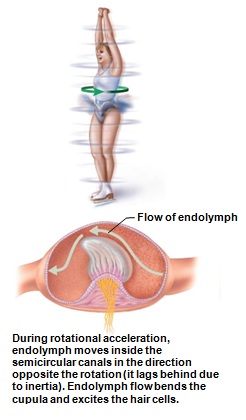 Flow of endolymph
During rotational acceleration,
endolymph moves inside the
semicircular canals in the direction
opposite the rotation (it lags behind due
to inertia). Endolymph flow bends the
cupula and excites the hair cells.